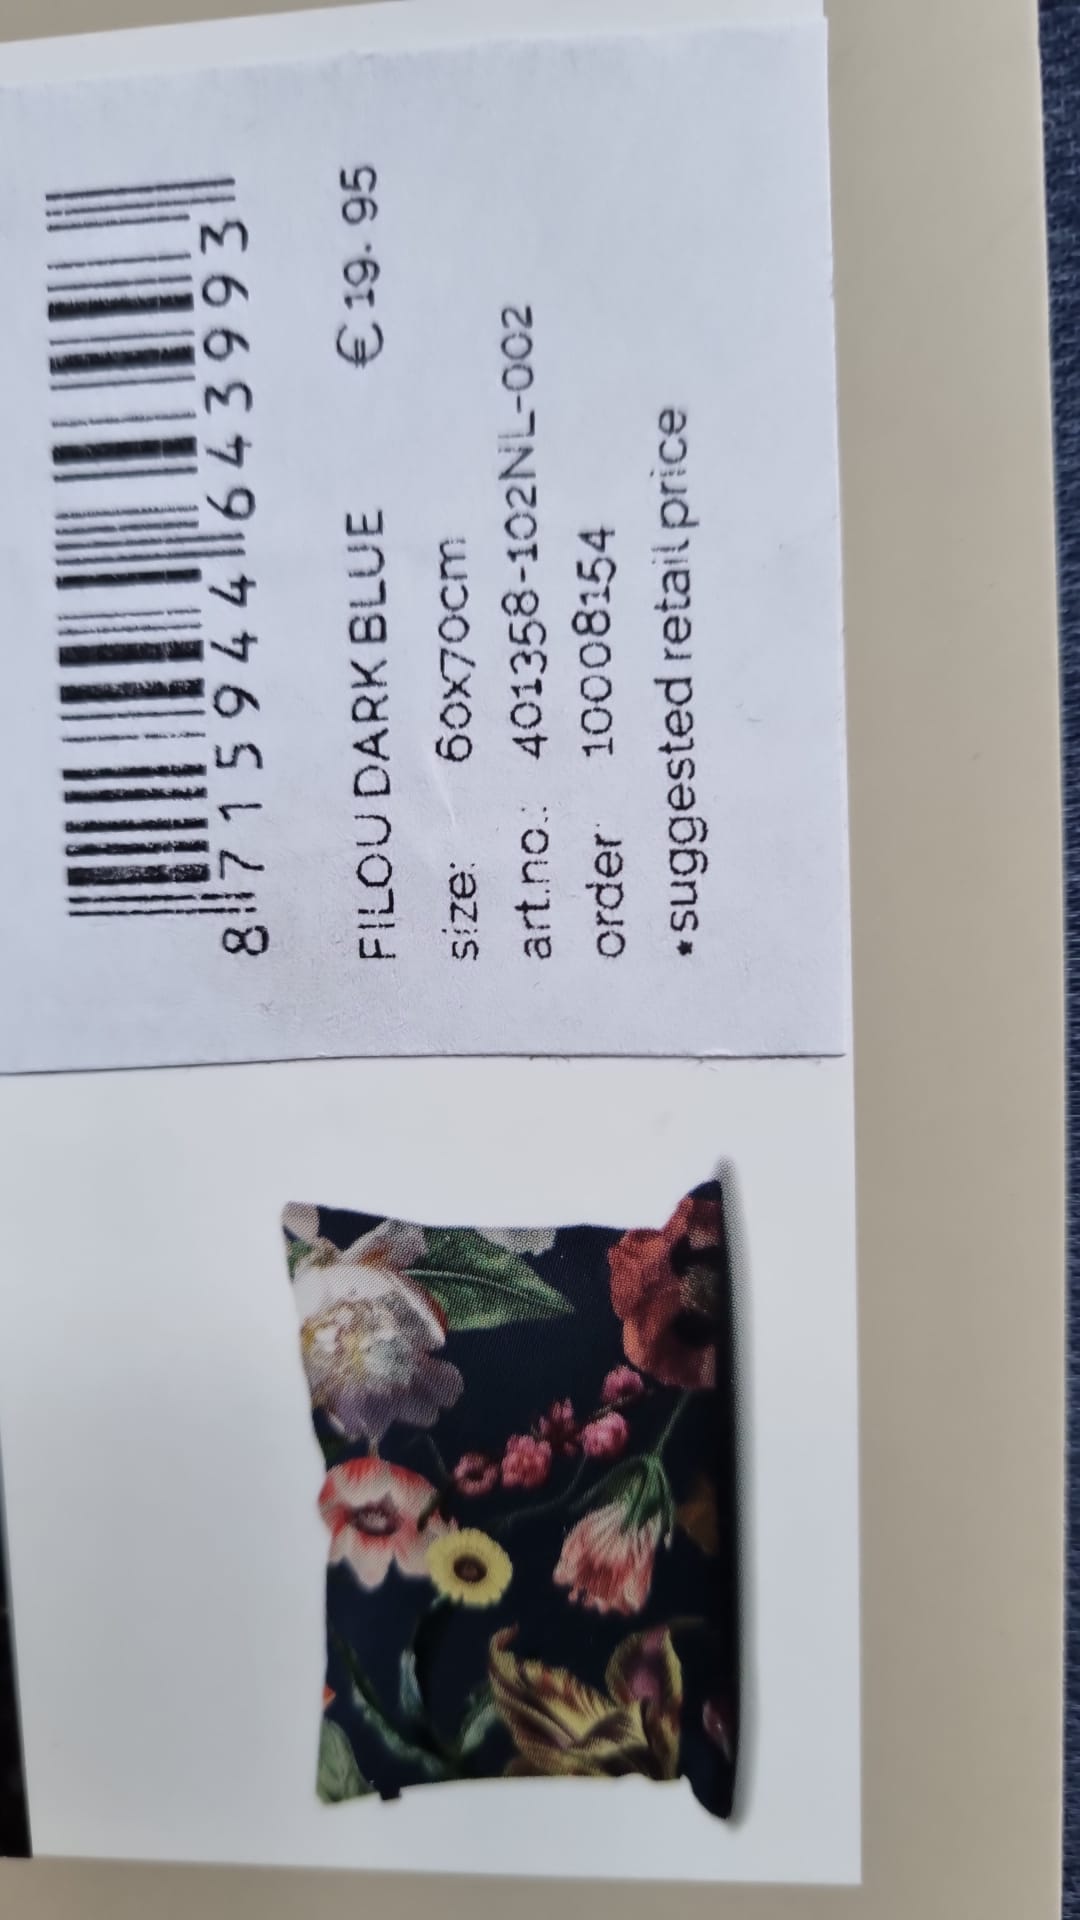 8 715944 643993
FILOU DARK BLUE € 19.95
size: 60x70cm
art.no.: 401358-102NL-002
order 10008154
*suggested retail price